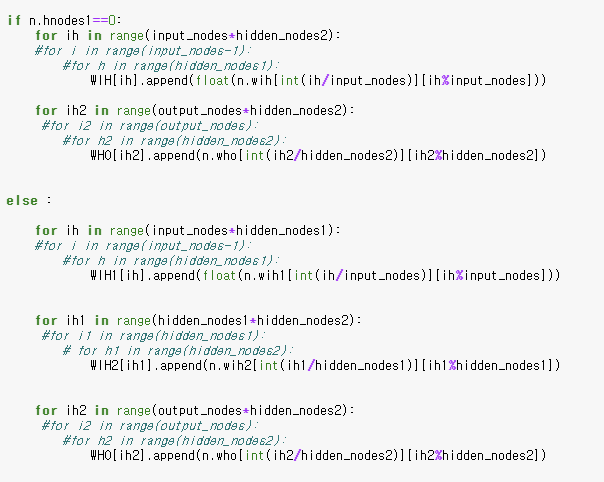 if n.hnodes1==0:
    for ih in range(input_nodes*hidden_nodes2):
    #for i in range(input_nodes-1):
        #for h in range(hidden_nodes1):
            WIH[ih].append(float(n.wih[int(ih/input_nodes)][ih%input_nodes]))
    for ih2 in range(output_nodes*hidden_nodes2):
     #for i2 in range(output_nodes):
        #for h2 in range(hidden_nodes2):
            WHO[ih2].append(n.who[int(ih2/hidden_nodes2)][ih2%hidden_nodes2])
else :
    for ih in range(input_nodes*hidden_nodes1):
    #for i in range(input_nodes-1):
        #for h in range(hidden_nodes1):
            WIH1[ih].append(float(n.wih1[int(ih/input_nodes)][ih%input_nodes]))
    for ih1 in range(hidden_nodes1*hidden_nodes2):
     #for i1 in range(hidden_nodes1):
        # for h1 in range(hidden_nodes2):
            WIH2[ih1].append(n.wih2[int(ih1/hidden_nodes1)][ih1%hidden_nodes1])
    for ih2 in range(output_nodes*hidden_nodes2):
     #for i2 in range(output_nodes):
        #for h2 in range(hidden_nodes2):
            WHO[ih2].append(n.who[int(ih2/hidden_nodes2)][ih2%hidden_nodes2])